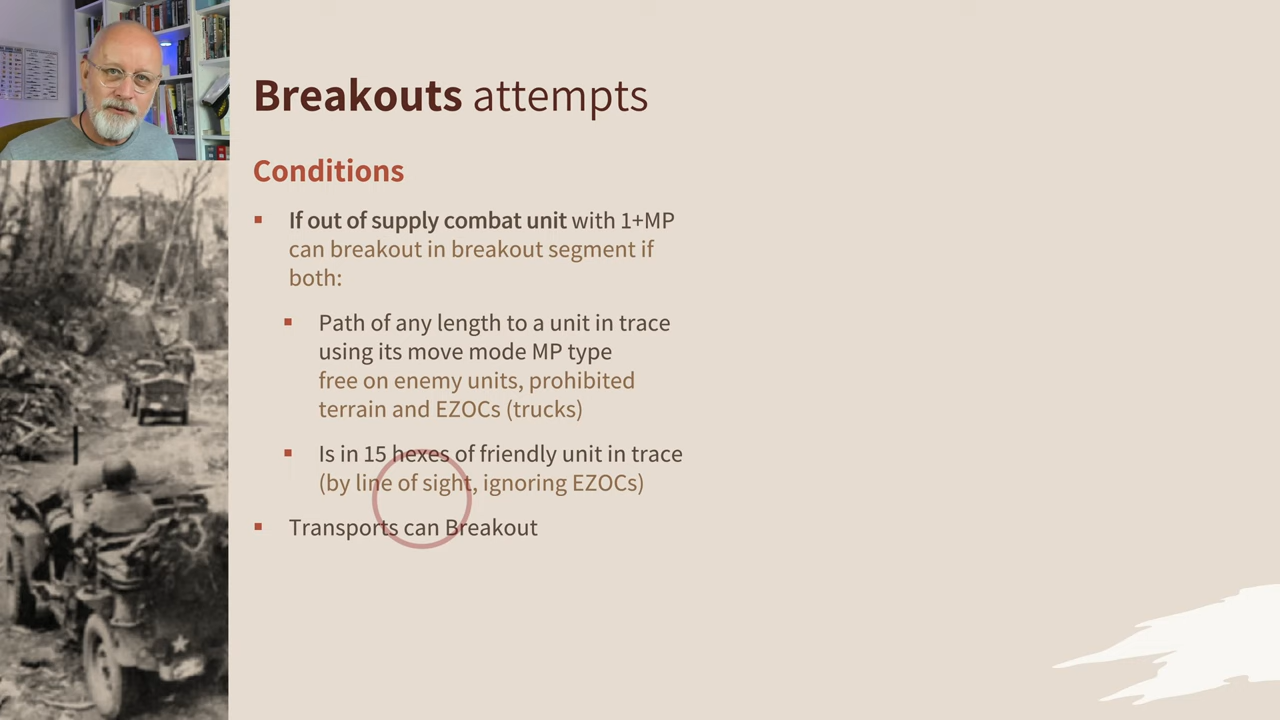 Breakouts attempts
Conditions
If out of supply combat unit with 1+MP
can breakout in breakout segment if
both:
Path of any length to a unit in trace
using its move mode MP type
free on enemy units, prohibited
terrain and EZOCs (trucks)
Is in 15 hexes of friendly unit in trace
(by line of sight, ignoring EZOCs)
Transports can Breakout